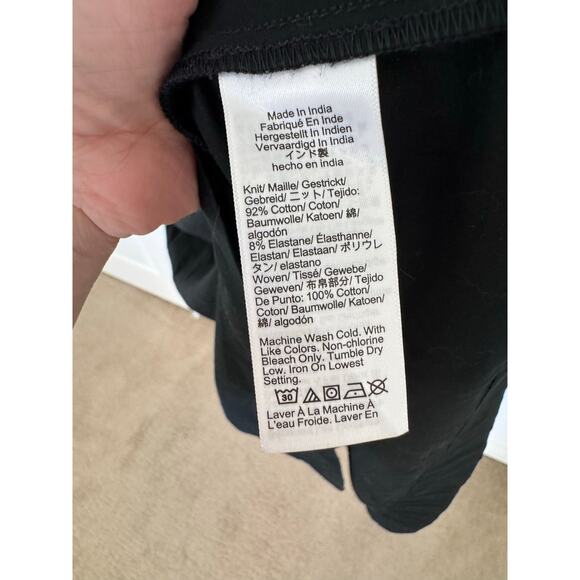 Made In India
Fabriqué En Inde
Hergestellt In Indien
Vervaardigd In India
インド製
hecho en india
Knit/ Maille/ Gestrickt/
Gebreid/ ニット/ Tejido:
92% Cotton/ Coton/
Baumwolle/ Katoen/ 綿/
algodón
8% Elastane/ Élasthanne/
Elastan/ Elastaan/ ポリウレ
タン/ elastano
Woven/ Tissé/ Gewebe/
Geweven/ 布帛部分/ Tejido
De Punto: 100% Cotton/
Coton/ Baumwolle/ Katoen/
綿/ algodón
Machine Wash Cold. With
Like Colors. Non-chlorine
Bleach Only. Tumble Dry
Low. Iron On Lowest
Setting.
30
Laver À La Machine À
L'eau Froide. Laver En